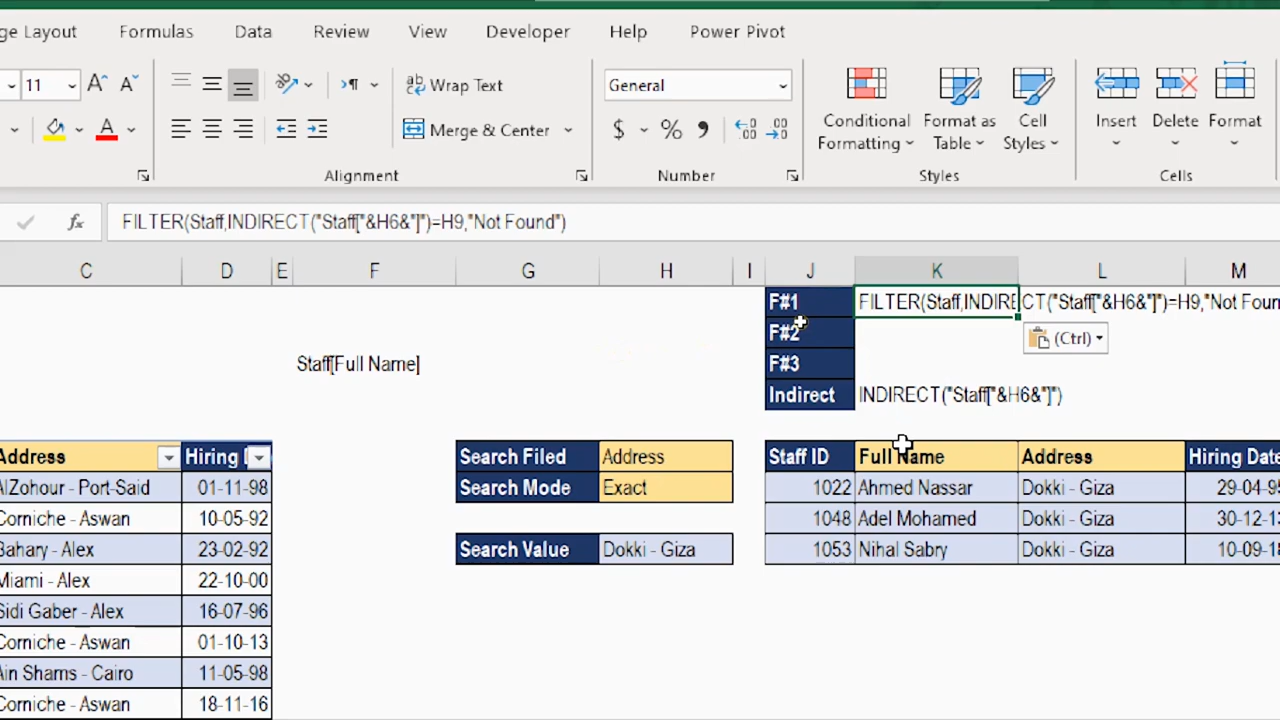 ge Layout Formulas Data Review View Developer Help Power Pivot
11 A A ab Wrap Text General Conditional Formatting Format as Table Cell Styles Insert Delete Format
A Merge & Center $ %
Alignment Number Styles Cells
fx FILTER(Staff,INDIRECT("Staff["&H6&"]")=H9,"Not Found")
C D E F G H I J K L M
F#1 FILTER(Staff,INDIRECT("Staff["&H6&"]")=H9,"Not Foun
F#2 (Ctrl)
Staff[Full Name] F#3
Indirect INDIRECT("Staff["&H6&"]")
Address Hiring Search Filed Address Staff ID Full Name Address Hiring Date
AlZohour - Port-Said 01-11-98 Search Mode Exact 1022 Ahmed Nassar Dokki - Giza 29-04-95
Corniche - Aswan 10-05-92 1048 Adel Mohamed Dokki - Giza 30-12-13
Bahary - Alex 23-02-92 Search Value Dokki - Giza 1053 Nihal Sabry Dokki - Giza 10-09-18
Miami - Alex 22-10-00
Sidi Gaber - Alex 16-07-96
Corniche - Aswan 01-10-13
Ain Shams - Cairo 11-05-98
Corniche - Aswan 18-11-16